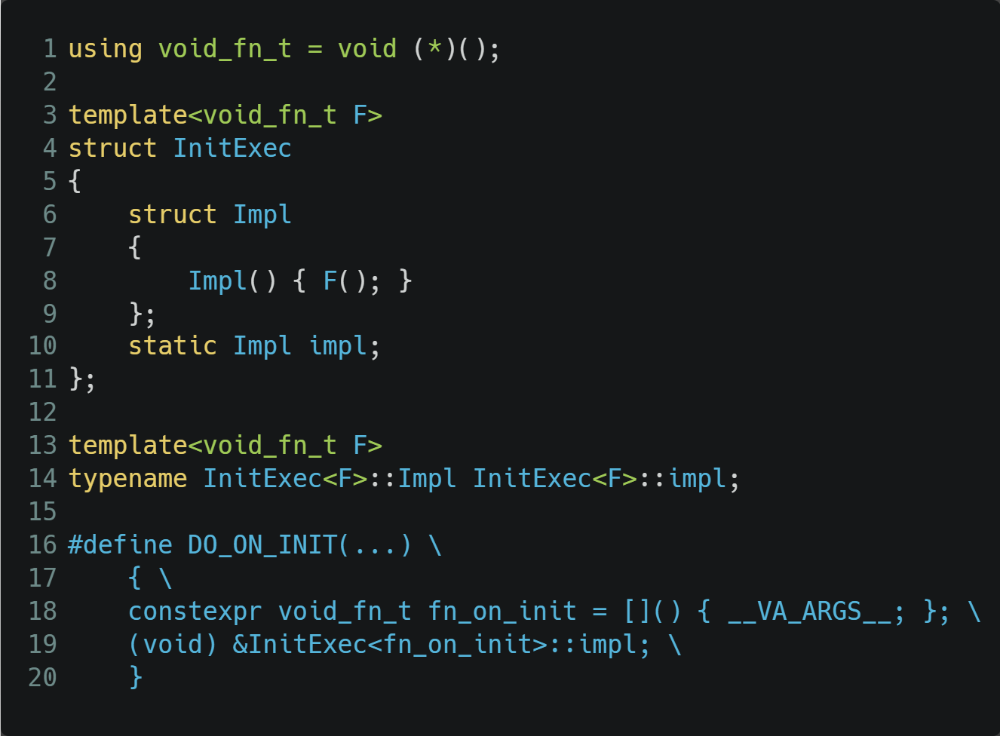 1 using void_fn_t = void (*)();
2
3 template<void_fn_t F>
4 struct InitExec
5 {
6     struct Impl
7     {
8         Impl() { F(); }
9     };
10     static Impl impl;
11 };
12
13 template<void_fn_t F>
14 typename InitExec<F>::Impl InitExec<F>::impl;
15
16 #define DO_ON_INIT(...) \
17     { \
18     constexpr void_fn_t fn_on_init = []() { __VA_ARGS__; }; \
19     (void) &InitExec<fn_on_init>::impl; \
20     }